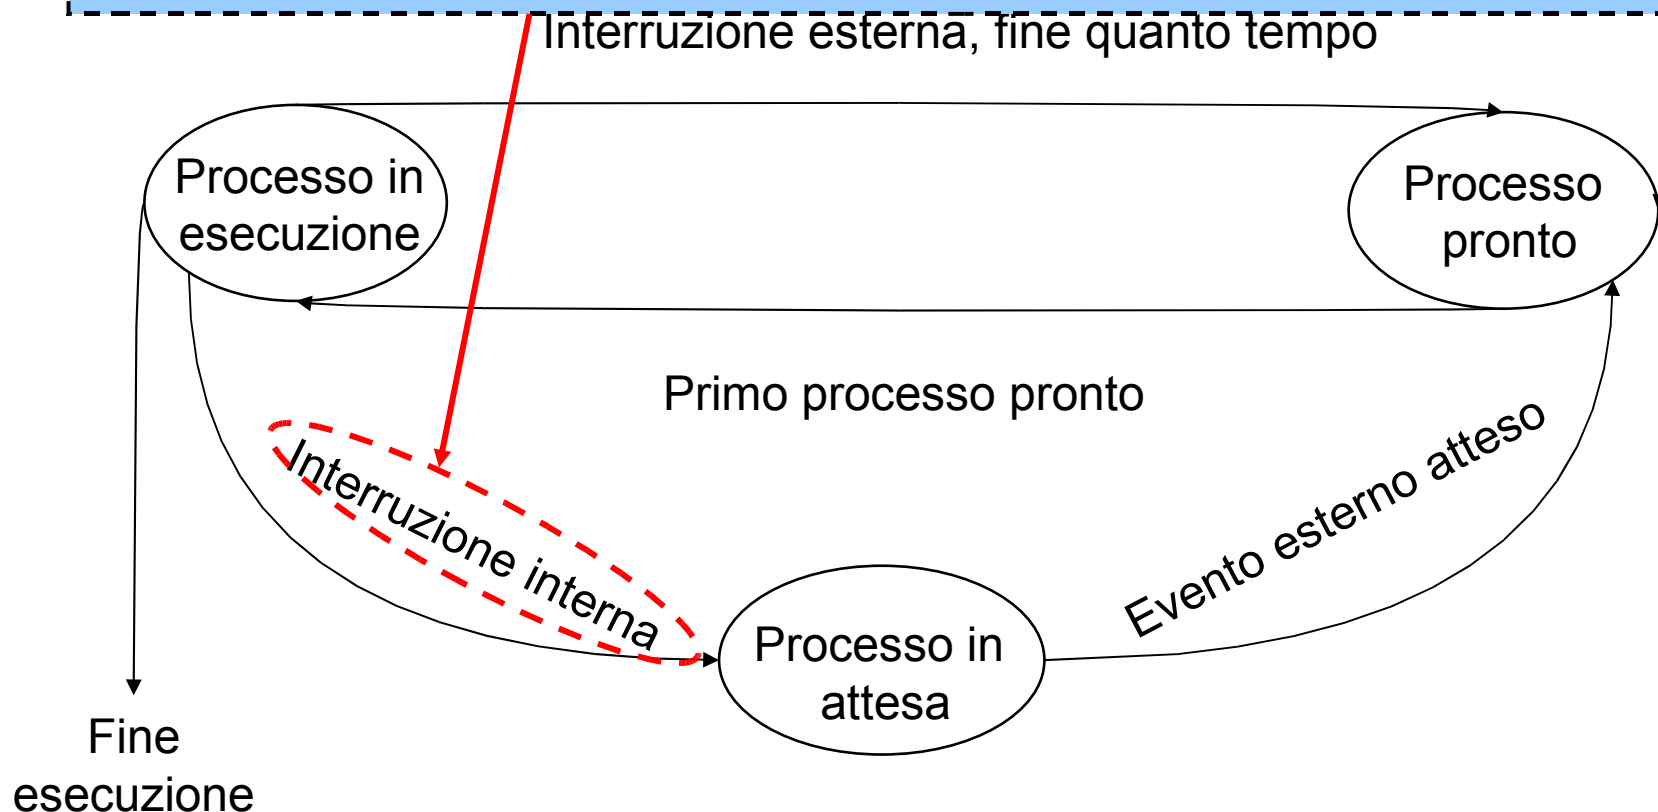 Interruzione esterna, fine quanto tempo
Processo in
esecuzione
Processo
pronto
Primo processo pronto
Interruzione interna
Evento esterno atteso
Processo in
attesa
Fine
esecuzione